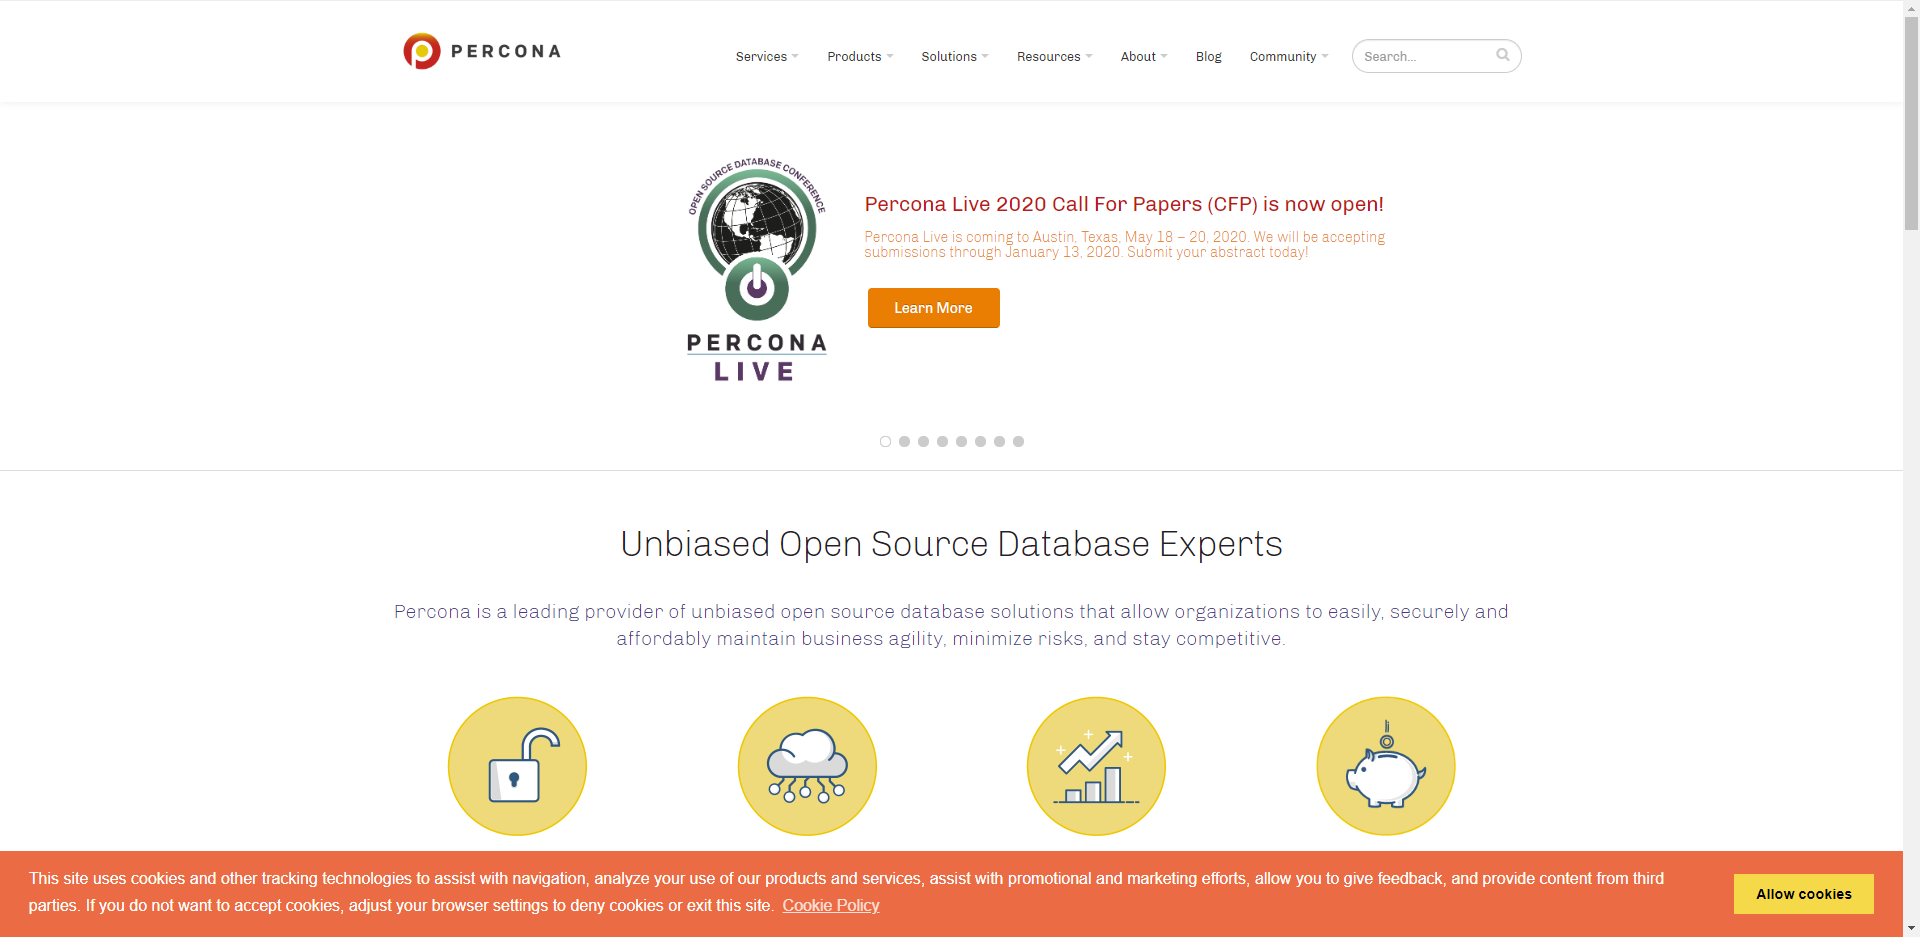 PERCONA
Services
Products
Solutions
Resources
About
Blog
Community
Search...
OPEN SOURCE DATABASE CONFERENCE
PERCONA
LIVE
Percona Live 2020 Call For Papers (CFP) is now open!
Percona Live is coming to Austin, Texas, May 18 – 20, 2020. We will be accepting
submissions through January 13, 2020. Submit your abstract today!
Learn More
Unbiased Open Source Database Experts
Percona is a leading provider of unbiased open source database solutions that allow organizations to easily, securely and
affordably maintain business agility, minimize risks, and stay competitive.
This site uses cookies and other tracking technologies to assist with navigation, analyze your use of our products and services, assist with promotional and marketing efforts, allow you to give feedback, and provide content from third
parties. If you do not want to accept cookies, adjust your browser settings to deny cookies or exit this site. Cookie Policy
Allow cookies